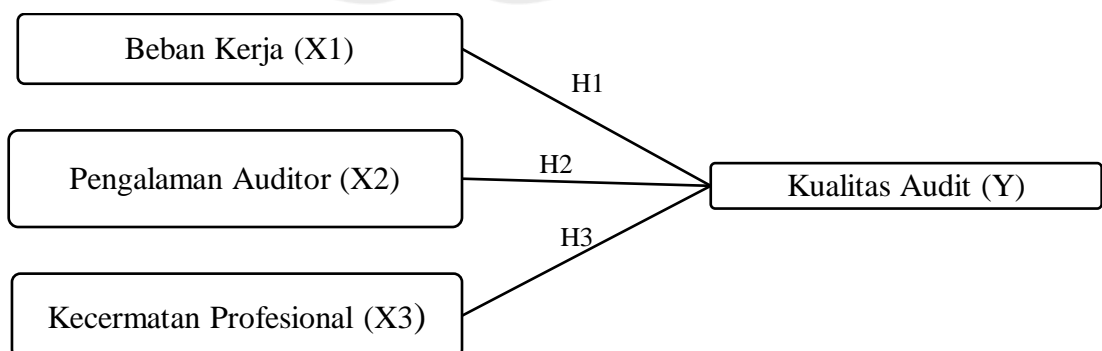 Beban Kerja (X1)
H1
Pengalaman Auditor (X2)
H2
Kualitas Audit (Y)
H3
Kecermatan Profesional (X3)